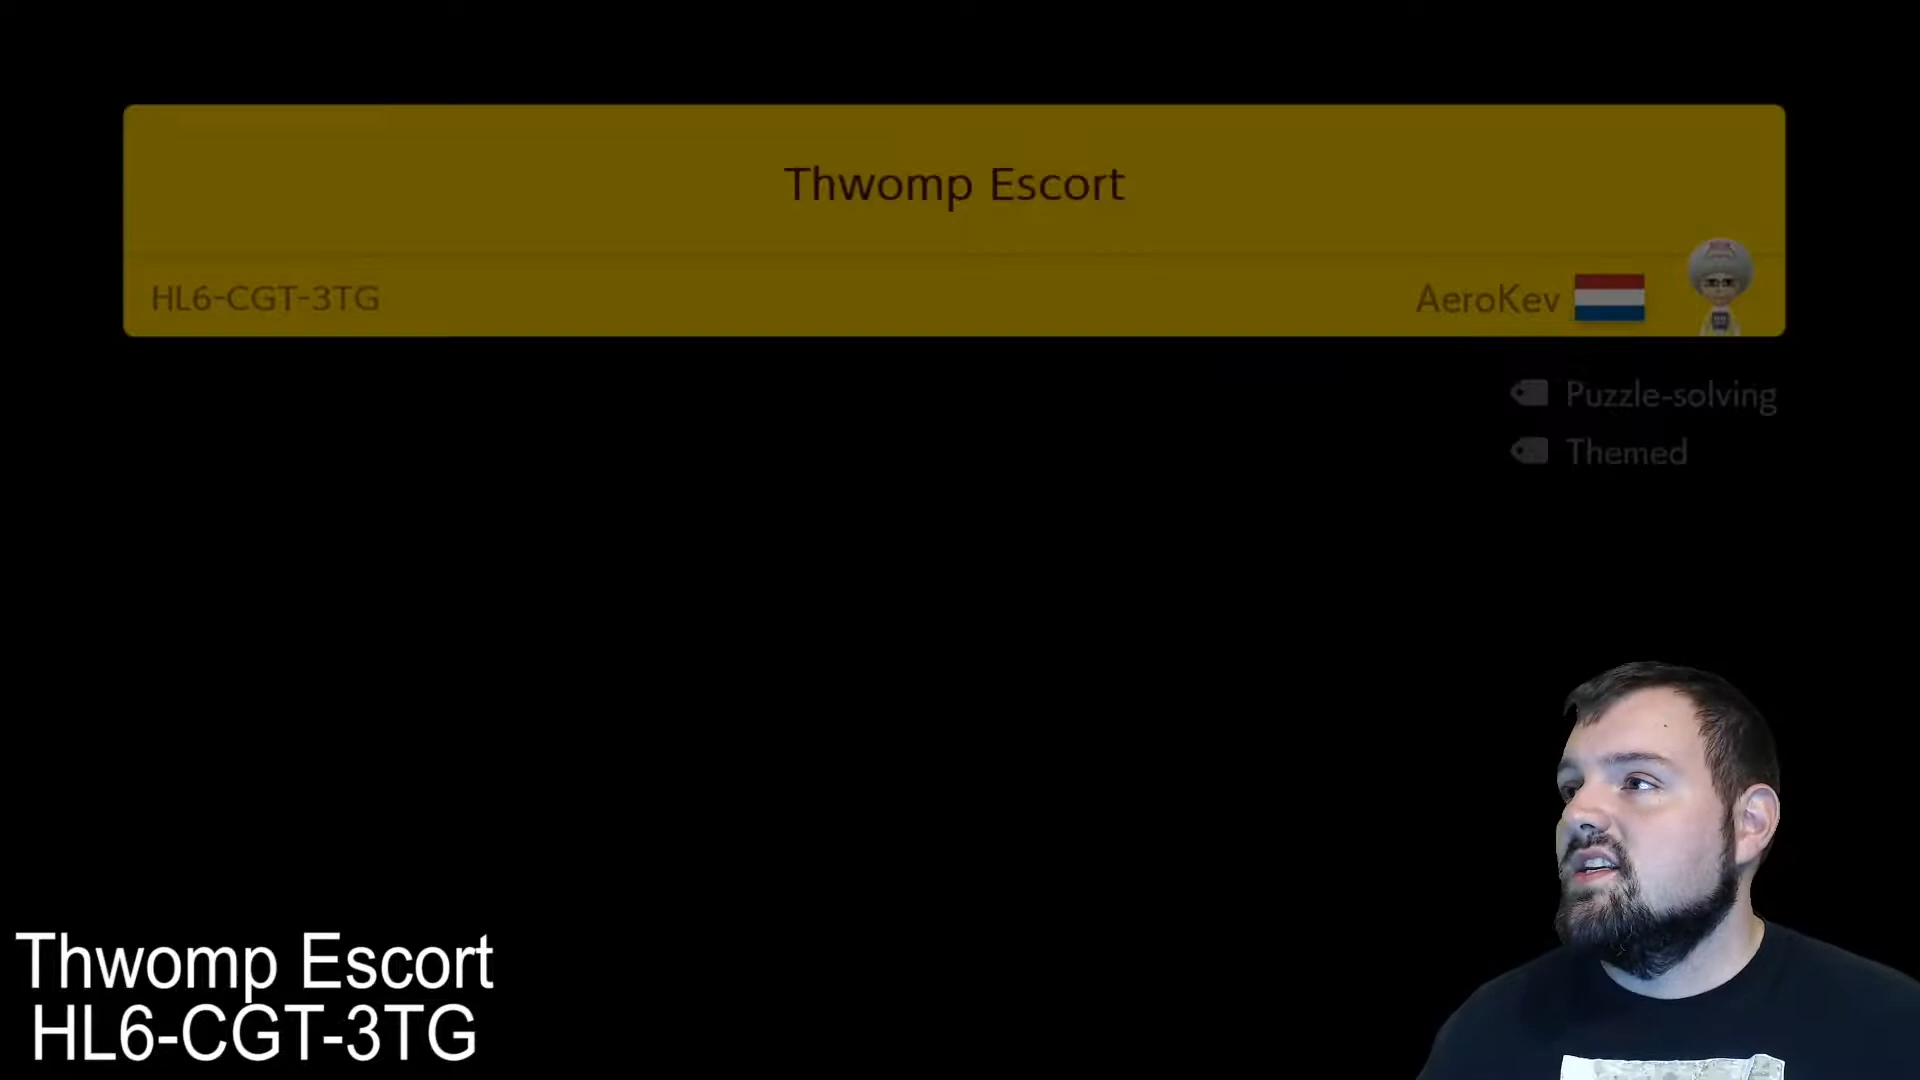 Thwomp Escort
HL6-CGT-3TG
AeroKev
Puzzle-solving
Themed
Thwomp Escort
HL6-CGT-3TG